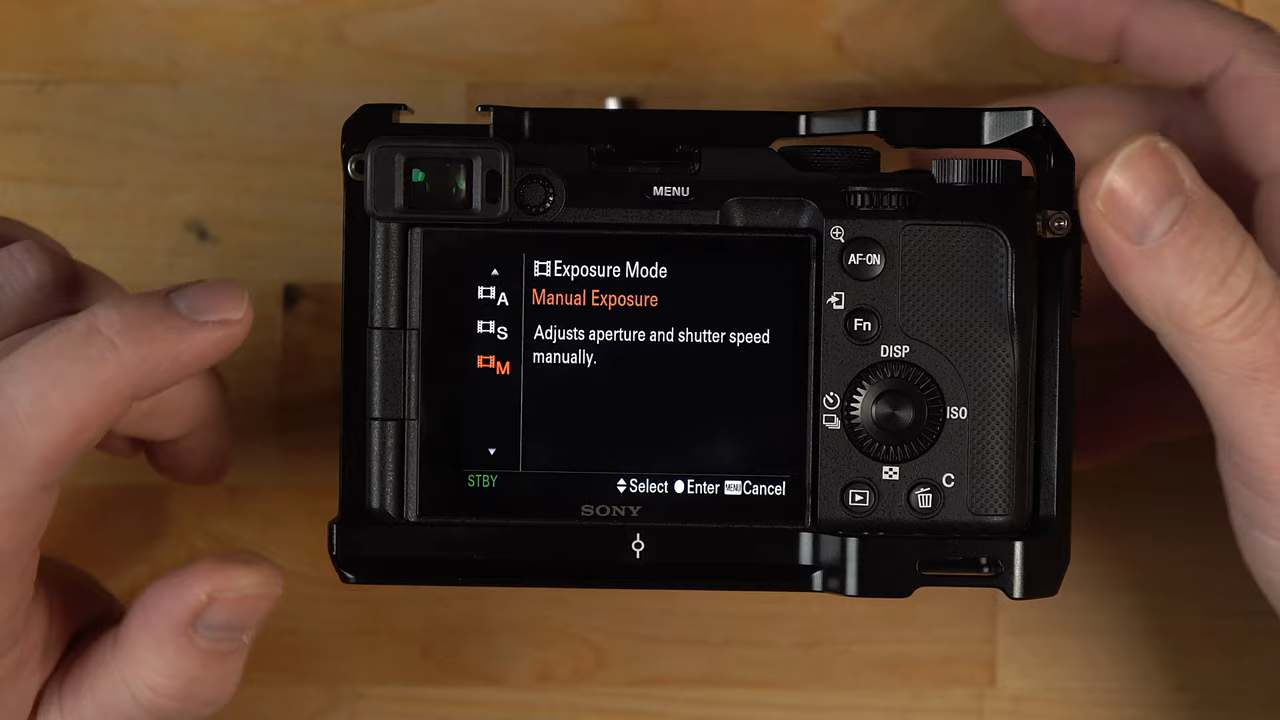 MENU
Exposure Mode
Manual Exposure
A
S
M
Adjusts aperture and shutter speed
manually.
STBY
Select Enter MENU Cancel
SONY
AF-ON
Fn
DISP
ISO
C